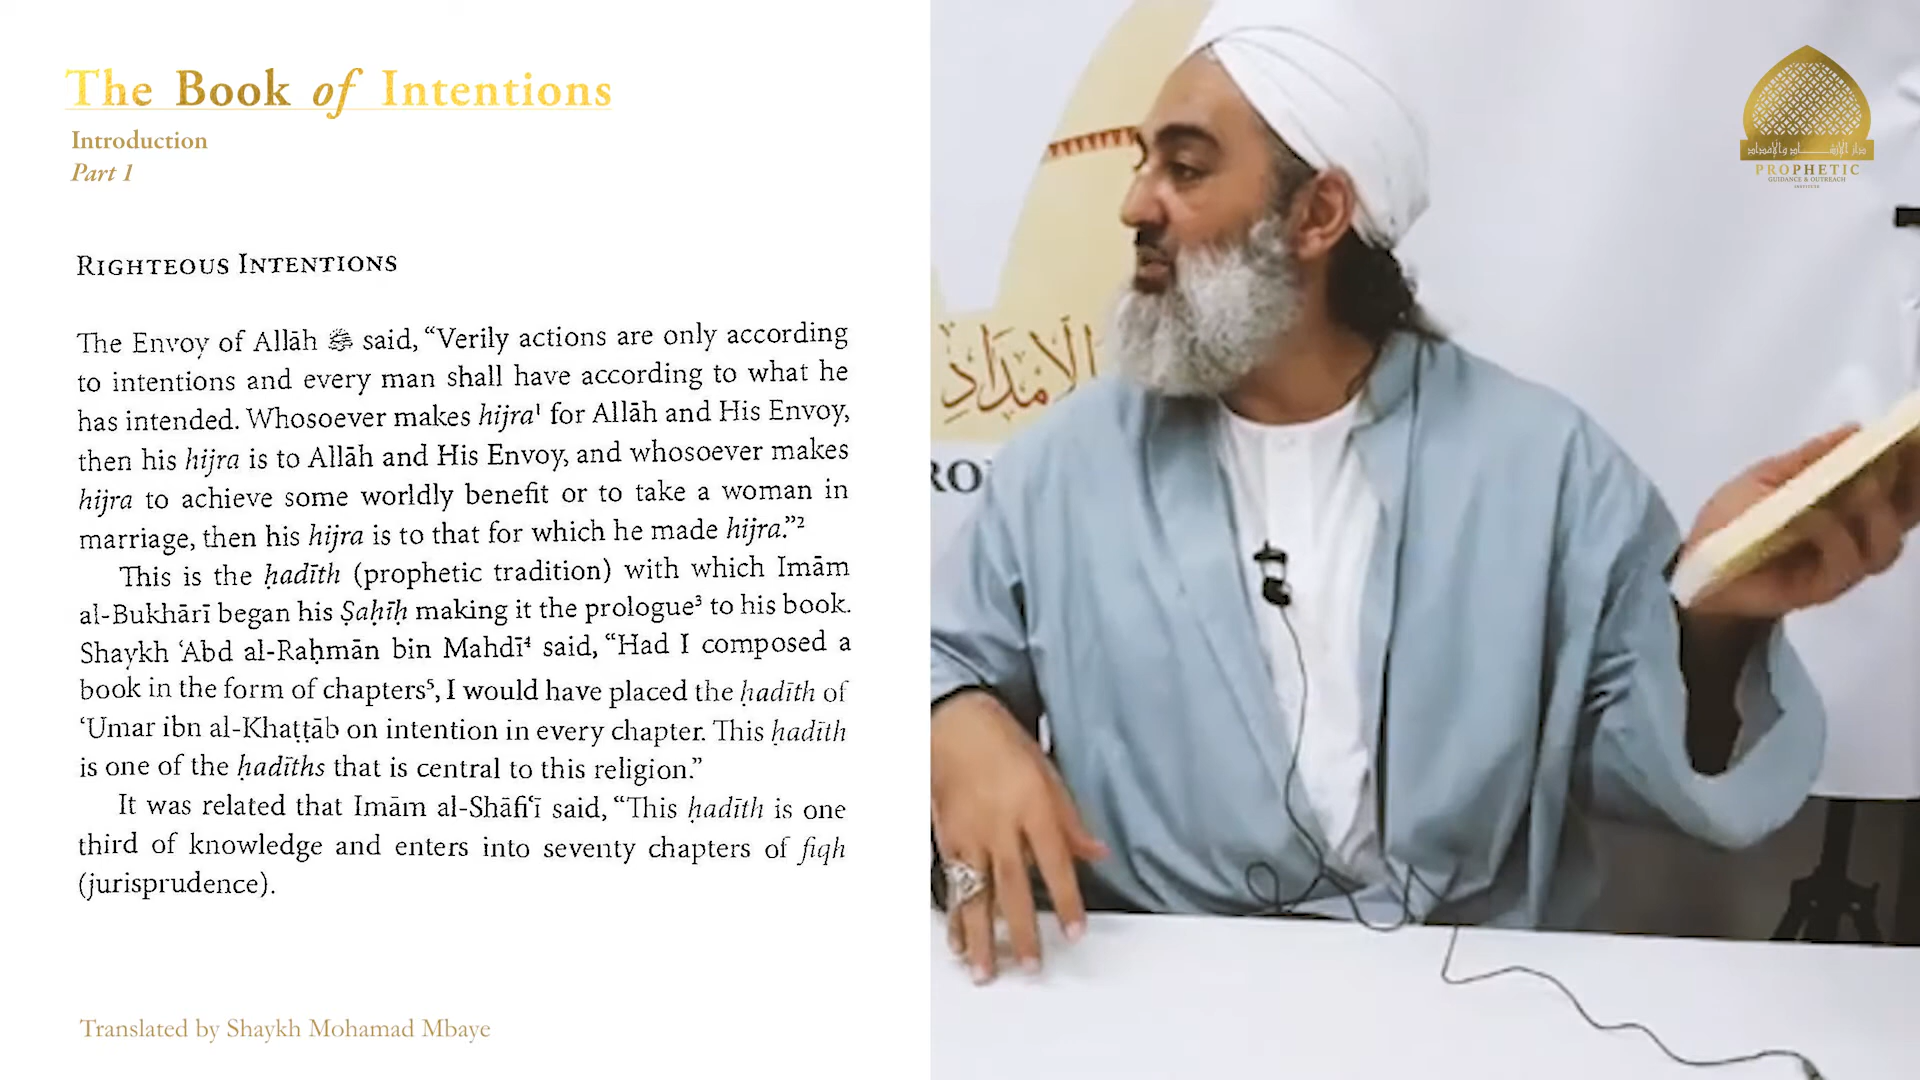 The Book of Intentions
Introduction
Part 1
RIGHTEOUS INTENTIONS
The Envoy of Allāh ﷺ said, “Verily actions are only according
to intentions and every man shall have according to what he
has intended. Whosoever makes hijra¹ for Allāh and His Envoy,
then his hijra is to Allāh and His Envoy, and whosoever makes
hijra to achieve some worldly benefit or to take a woman in
marriage, then his hijra is to that for which he made hijra.”²
This is the ḥadīth (prophetic tradition) with which Imām
al-Bukhārī began his Ṣaḥīḥ making it the prologue³ to his book.
Shaykh ‘Abd al-Raḥmān bin Mahdī⁴ said, “Had I composed a
book in the form of chapters⁵, I would have placed the ḥadīth of
‘Umar ibn al-Khaṭṭāb on intention in every chapter. This ḥadīth
is one of the ḥadīths that is central to this religion.”
It was related that Imām al-Shāfi‘ī said, “This ḥadīth is one
third of knowledge and enters into seventy chapters of fiqh
(jurisprudence).
Translated by Shaykh Mohamad Mbaye
الإمداد
RO
دار الإرشاد والإمداد
PROPHETIC
GUIDANCE & OUTREACH
INSTITUTE